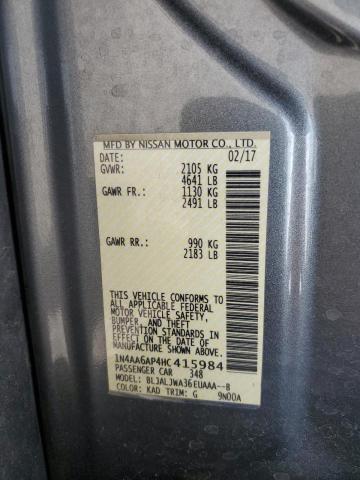 MFD BY NISSAN MOTOR CO., LTD.
DATE: 02/17
GVWR: 2105 KG
4641 LB
GAWR FR.: 1130 KG
2491 LB
GAWR RR.: 990 KG
2183 LB
THIS VEHICLE CONFORMS TO
ALL APPLICABLE FEDERAL
MOTOR VEHICLE SAFETY,
BUMPER, AND THEFT
PREVENTION STANDARDS IN
EFFECT ON THE DATE OF
MANUFACTURE SHOWN ABOVE.
1N4AA6AP4HC415984
PASSENGER CAR 348
MODEL: BLJALJWA36EUAAA--B
COLOR: KAD TRIM: G 9N00A